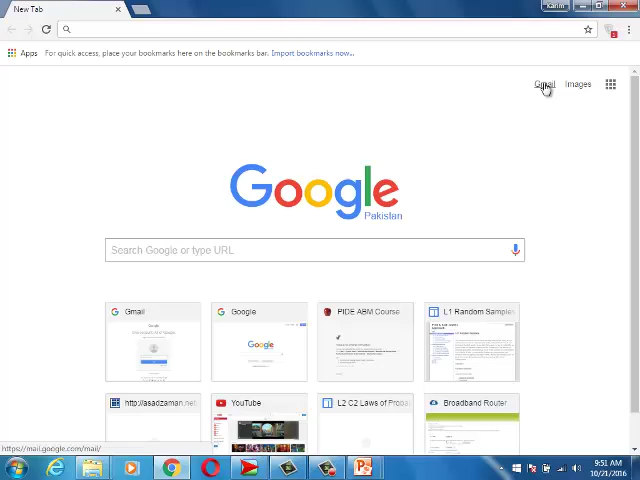 New Tab
Karim
Apps For quick access, place your bookmarks here on the bookmarks bar. Import bookmarks now...
Gmail Images
Google
Pakistan
Search Google or type URL
Gmail
Google
PIDE ABM Course
L1 Random Samples
http://asadzaman.net
YouTube
L2 C2 Laws of Proba
Broadband Router
https://mail.google.com/mail/
9:51 AM
10/21/2016